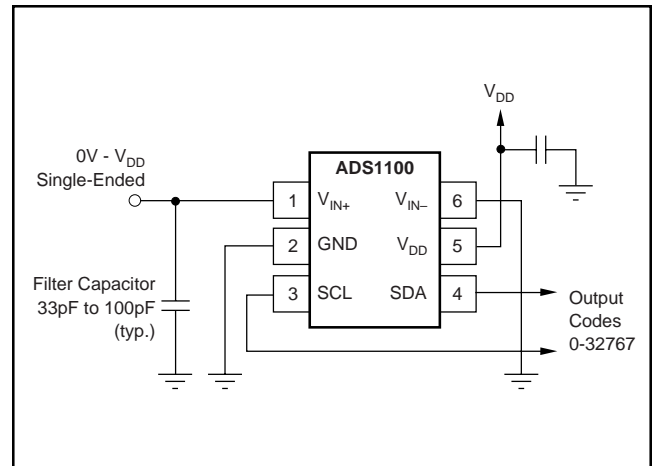 V_DD
0V - V_DD
Single-Ended
ADS1100
1 V_IN+ V_IN– 6
2 GND V_DD 5
3 SCL SDA 4
Filter Capacitor
33pF to 100pF
(typ.)
Output
Codes
0-32767